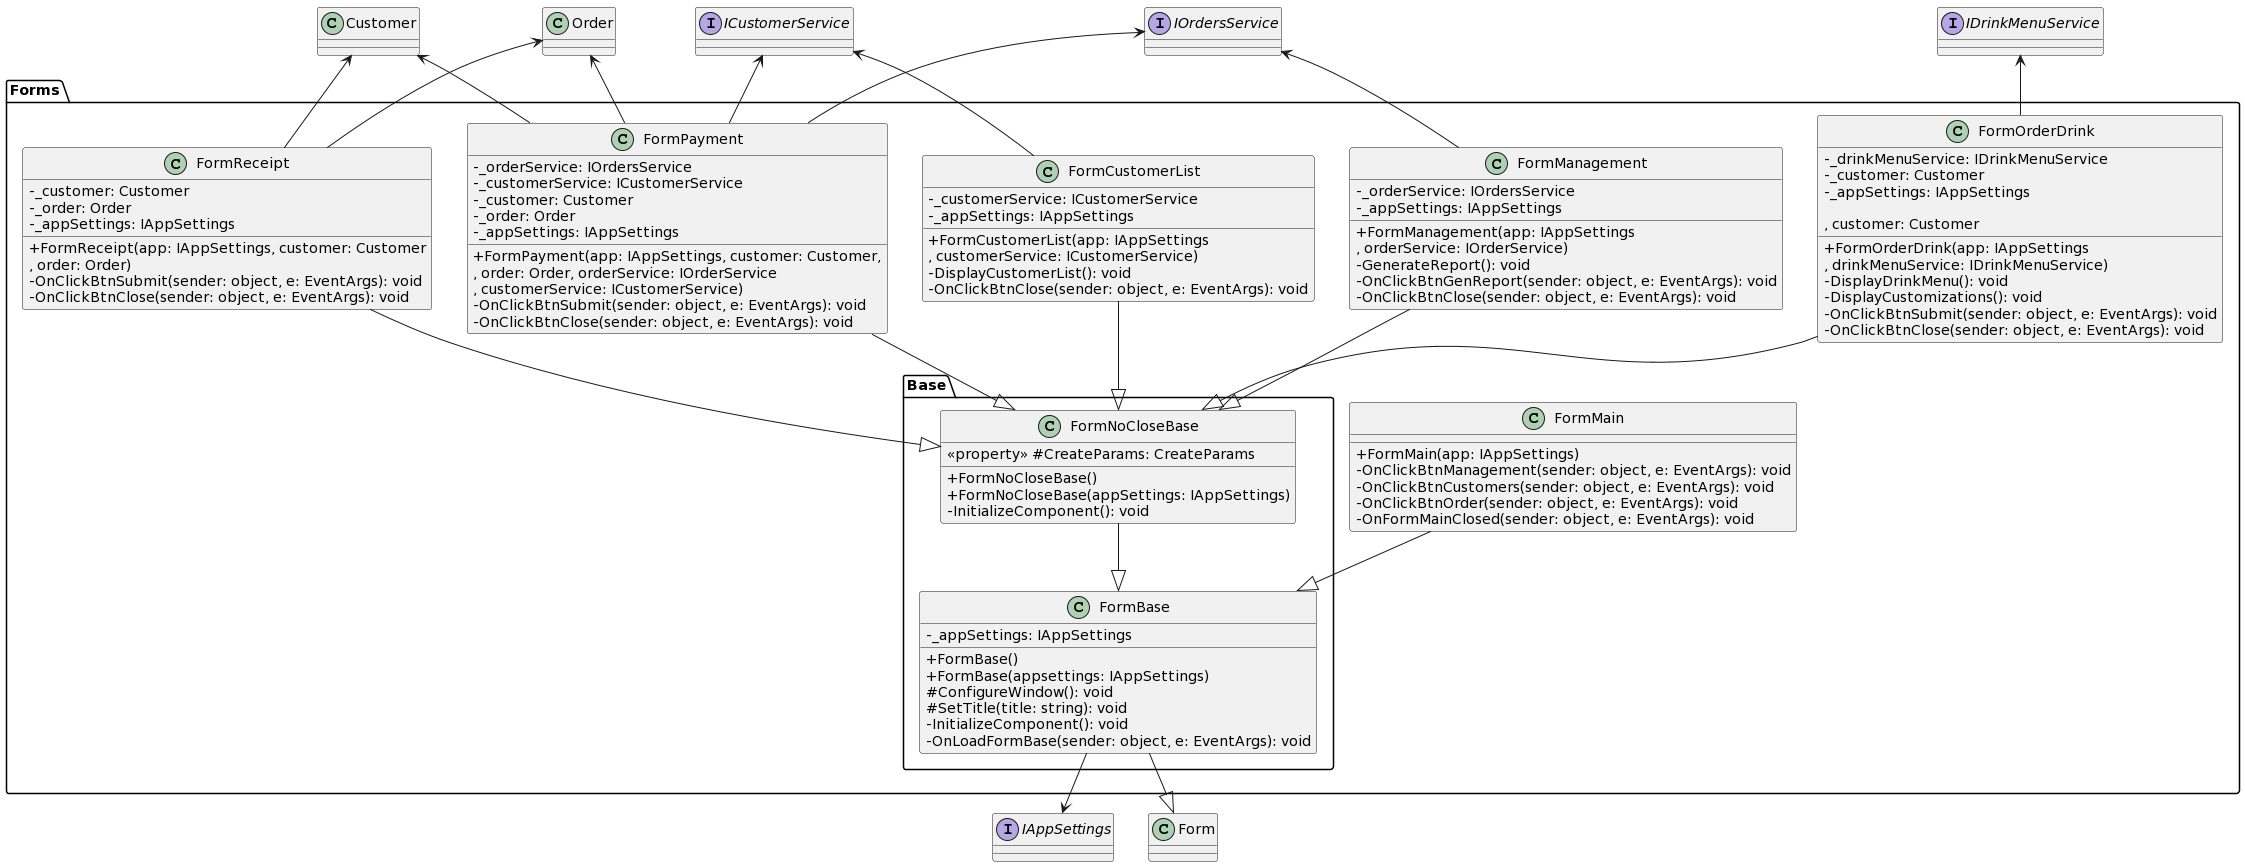 C Customer
C Order
I ICustomerService
I IOrdersService
I IDrinkMenuService
Forms
C FormReceipt
-_customer: Customer
-_order: Order
-_appSettings: IAppSettings
+FormReceipt(app: IAppSettings, customer: Customer
, order: Order)
-OnClickBtnSubmit(sender: object, e: EventArgs): void
-OnClickBtnClose(sender: object, e: EventArgs): void
C FormPayment
-_orderService: IOrdersService
-_customerService: ICustomerService
-_customer: Customer
-_order: Order
-_appSettings: IAppSettings
+FormPayment(app: IAppSettings, customer: Customer,
, order: Order, orderService: IOrderService
, customerService: ICustomerService)
-OnClickBtnSubmit(sender: object, e: EventArgs): void
-OnClickBtnClose(sender: object, e: EventArgs): void
C FormCustomerList
-_customerService: ICustomerService
-_appSettings: IAppSettings
+FormCustomerList(app: IAppSettings
, customerService: ICustomerService)
-DisplayCustomerList(): void
-OnClickBtnClose(sender: object, e: EventArgs): void
C FormManagement
-_orderService: IOrdersService
-_appSettings: IAppSettings
+FormManagement(app: IAppSettings
, orderService: IOrderService)
-GenerateReport(): void
-OnClickBtnGenReport(sender: object, e: EventArgs): void
-OnClickBtnClose(sender: object, e: EventArgs): void
C FormOrderDrink
-_drinkMenuService: IDrinkMenuService
-_customer: Customer
-_appSettings: IAppSettings
, customer: Customer
+FormOrderDrink(app: IAppSettings
, drinkMenuService: IDrinkMenuService)
-DisplayDrinkMenu(): void
-DisplayCustomizations(): void
-OnClickBtnSubmit(sender: object, e: EventArgs): void
-OnClickBtnClose(sender: object, e: EventArgs): void
Base
C FormNoCloseBase
«property» #CreateParams: CreateParams
+FormNoCloseBase()
+FormNoCloseBase(appSettings: IAppSettings)
-InitializeComponent(): void
C FormMain
+FormMain(app: IAppSettings)
-OnClickBtnManagement(sender: object, e: EventArgs): void
-OnClickBtnCustomers(sender: object, e: EventArgs): void
-OnClickBtnOrder(sender: object, e: EventArgs): void
-OnFormMainClosed(sender: object, e: EventArgs): void
C FormBase
-_appSettings: IAppSettings
+FormBase()
+FormBase(appsettings: IAppSettings)
#ConfigureWindow(): void
#SetTitle(title: string): void
-InitializeComponent(): void
-OnLoadFormBase(sender: object, e: EventArgs): void
I IAppSettings
C Form